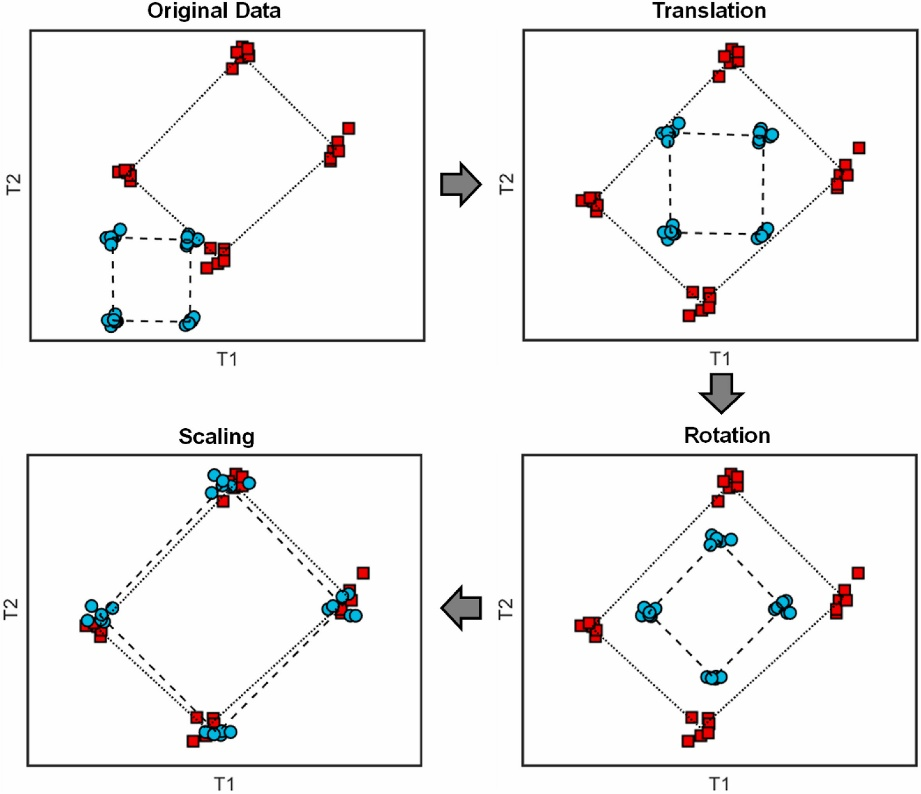 Original Data
Translation
T2
T2
T1
T1
Scaling
Rotation
T2
T2
T1
T1